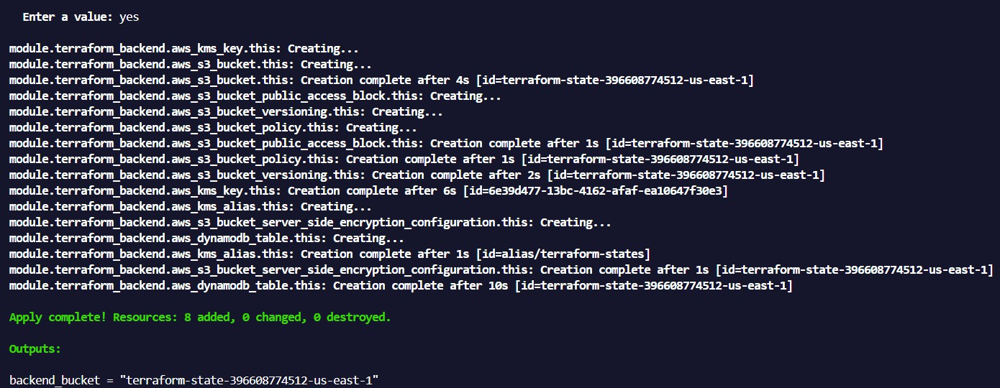 Enter a value: yes
module.terraform_backend.aws_kms_key.this: Creating...
module.terraform_backend.aws_s3_bucket.this: Creating...
module.terraform_backend.aws_s3_bucket.this: Creation complete after 4s [id=terraform-state-396608774512-us-east-1]
module.terraform_backend.aws_s3_bucket_public_access_block.this: Creating...
module.terraform_backend.aws_s3_bucket_versioning.this: Creating...
module.terraform_backend.aws_s3_bucket_policy.this: Creating...
module.terraform_backend.aws_s3_bucket_public_access_block.this: Creation complete after 1s [id=terraform-state-396608774512-us-east-1]
module.terraform_backend.aws_s3_bucket_policy.this: Creation complete after 1s [id=terraform-state-396608774512-us-east-1]
module.terraform_backend.aws_s3_bucket_versioning.this: Creation complete after 2s [id=terraform-state-396608774512-us-east-1]
module.terraform_backend.aws_kms_key.this: Creation complete after 6s [id=6e39d477-13bc-4162-afaf-ea10647f30e3]
module.terraform_backend.aws_kms_alias.this: Creating...
module.terraform_backend.aws_s3_bucket_server_side_encryption_configuration.this: Creating...
module.terraform_backend.aws_dynamodb_table.this: Creating...
module.terraform_backend.aws_kms_alias.this: Creation complete after 1s [id=alias/terraform-states]
module.terraform_backend.aws_s3_bucket_server_side_encryption_configuration.this: Creation complete after 1s [id=terraform-state-396608774512-us-east-1]
module.terraform_backend.aws_dynamodb_table.this: Creation complete after 10s [id=terraform-state-396608774512-us-east-1]
Apply complete! Resources: 8 added, 0 changed, 0 destroyed.
Outputs:
backend_bucket = "terraform-state-396608774512-us-east-1"